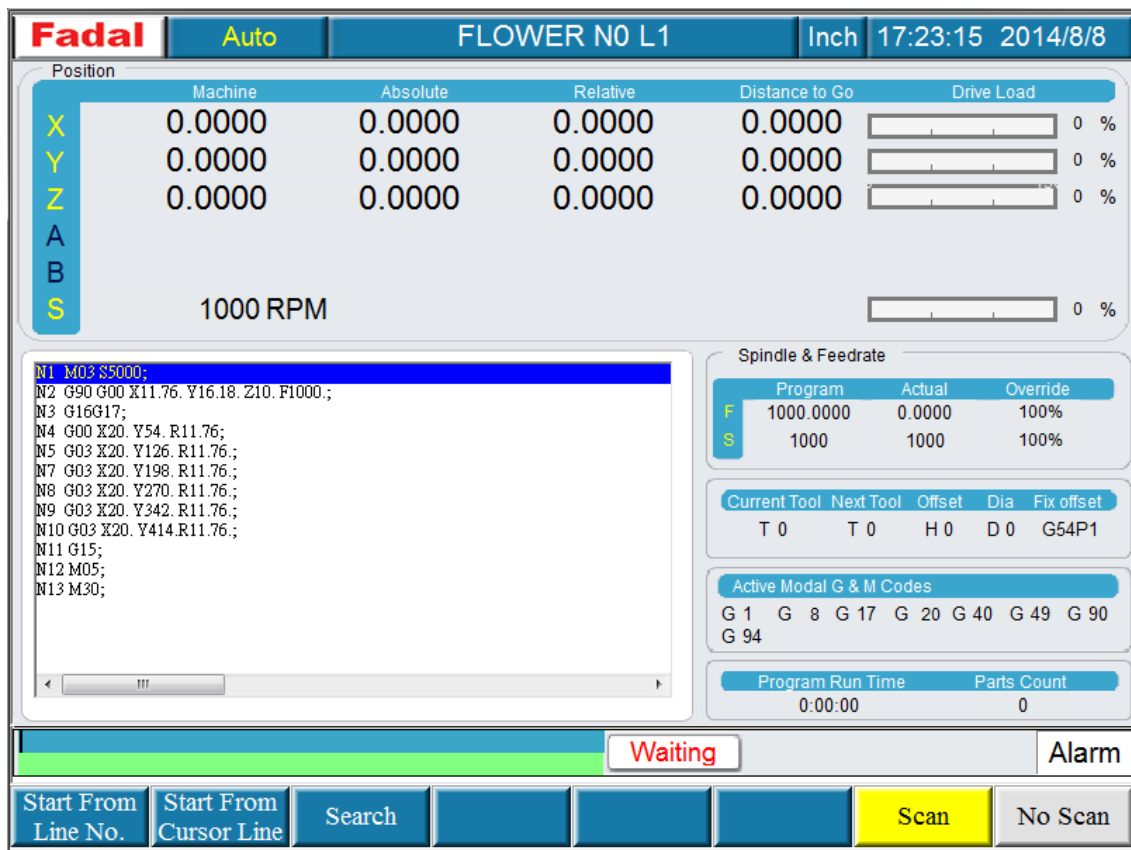 Fadal Auto FLOWER N0 L1 Inch 17:23:15 2014/8/8
Position
Machine Absolute Relative Distance to Go Drive Load
X 0.0000 0.0000 0.0000 0.0000 0 %
Y 0.0000 0.0000 0.0000 0.0000 0 %
Z 0.0000 0.0000 0.0000 0.0000 0 %
A
B
S 1000 RPM 0 %
N1 M03 S5000;
N2 G90 G00 X11.76. Y16.18. Z10. F1000.;
N3 G16G17;
N4 G00 X20. Y54. R11.76;
N5 G03 X20. Y126. R11.76.;
N7 G03 X20. Y198. R11.76.;
N8 G03 X20. Y270. R11.76.;
N9 G03 X20. Y342. R11.76.;
N10 G03 X20. Y414.R11.76.;
N11 G15;
N12 M05;
N13 M30;
Spindle & Feedrate
Program Actual Override
F 1000.0000 0.0000 100%
S 1000 1000 100%
Current Tool Next Tool Offset Dia Fix offset
T 0 T 0 H 0 D 0 G54P1
Active Modal G & M Codes
G 1 G 8 G 17 G 20 G 40 G 49 G 90
G 94
Program Run Time Parts Count
0:00:00 0
Waiting Alarm
Start From Line No.
Start From Cursor Line
Search
Scan
No Scan